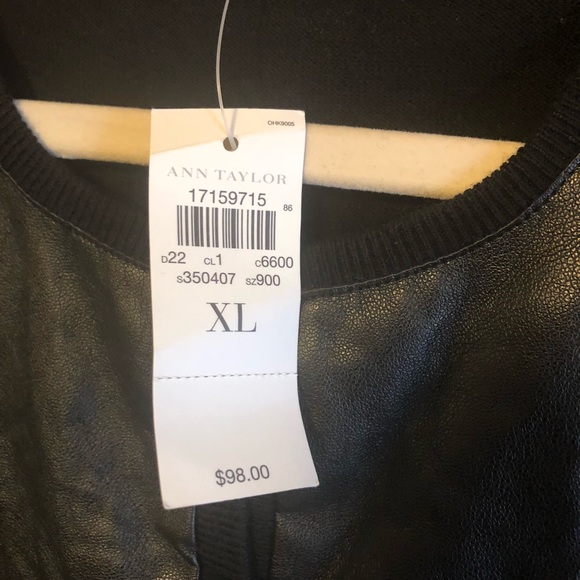 OHK9005
ANN TAYLOR
17159715
86
D22 CL1 C6600
S350407 SZ900
XL
$98.00